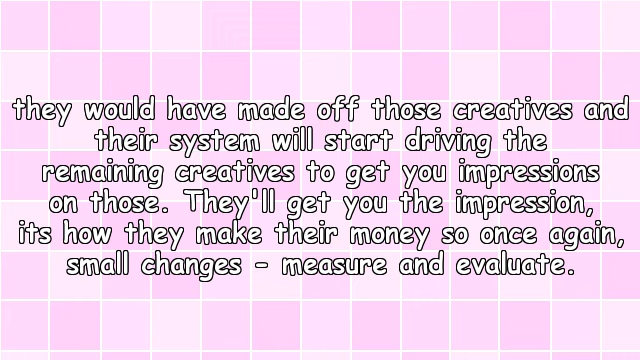 they would have made off those creatives and
their system will start driving the
remaining creatives to get you impressions
on those. They'll get you the impression,
its how they make their money so once again,
small changes - measure and evaluate.